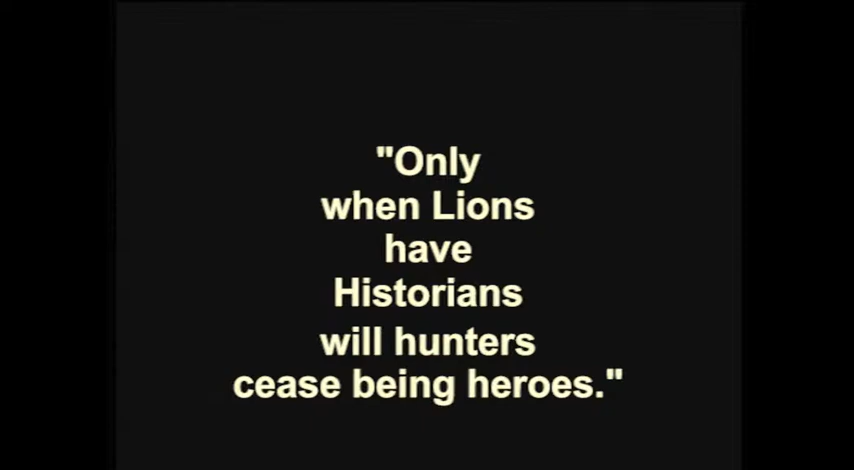 "Only
when Lions
have
Historians
will hunters
cease being heroes."